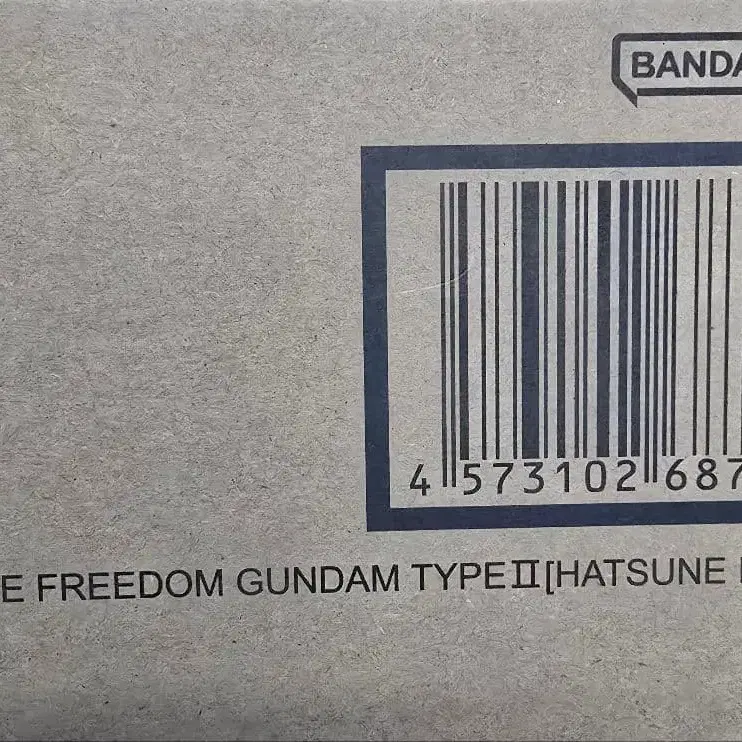 BANDA
4 573102 687
E FREEDOM GUNDAM TYPEⅡ[HATSUNE